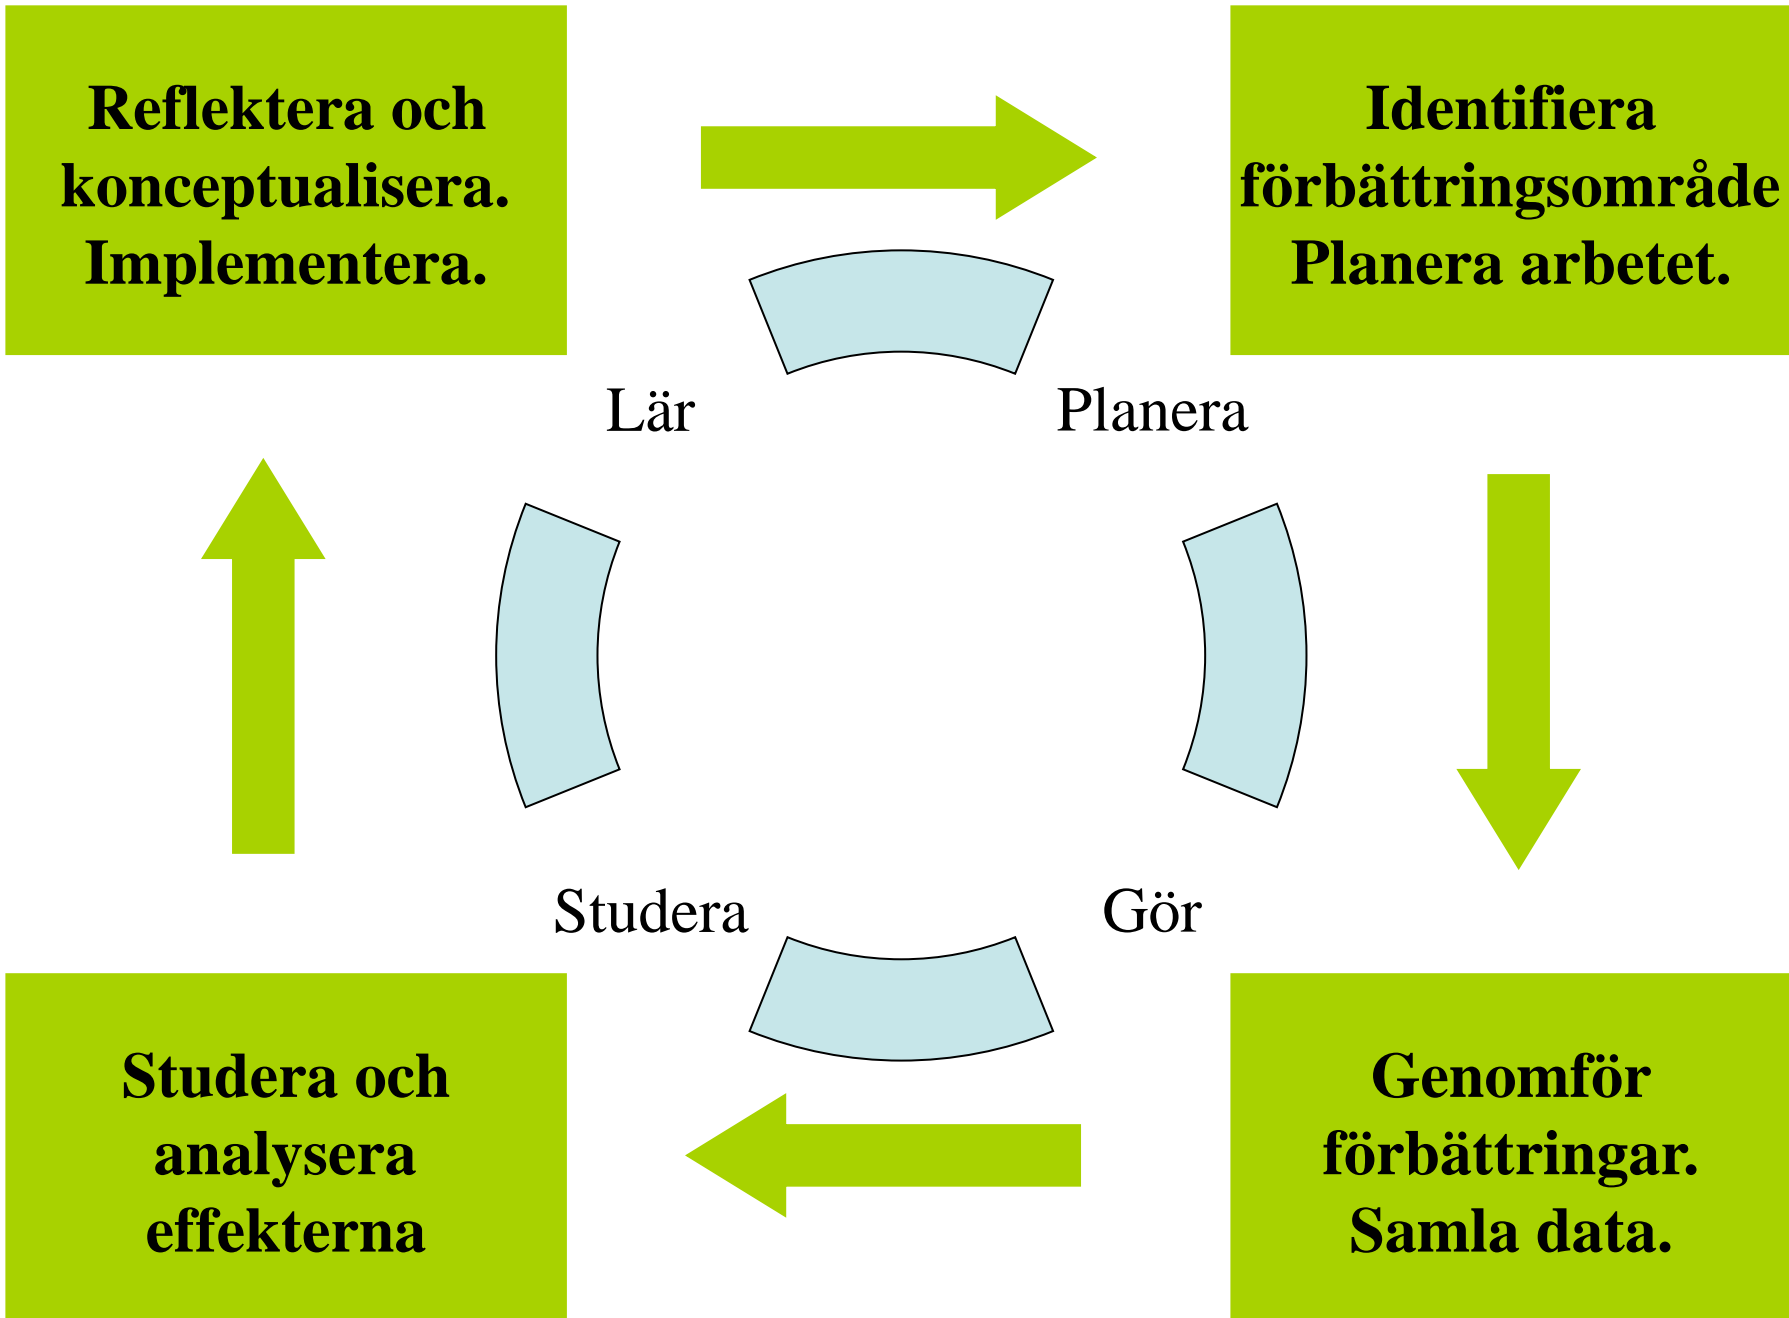 Reflektera och
konceptualisera.
Implementera.
Identifiera
förbättringsområde
Planera arbetet.
Lär
Planera
Studera
Gör
Studera och
analysera
effekterna
Genomför
förbättringar.
Samla data.